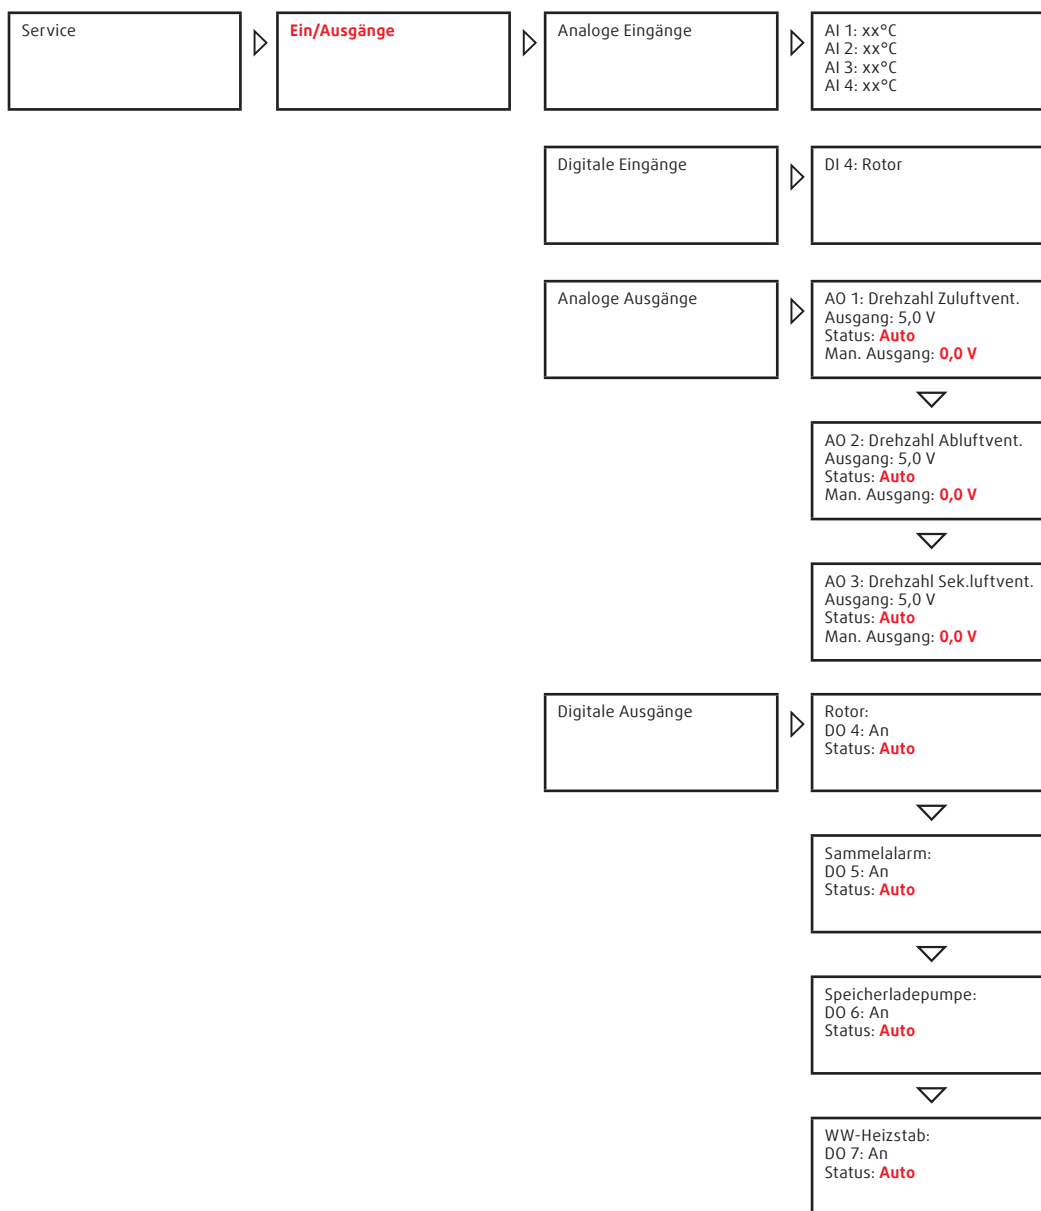 Service
Ein/Ausgänge
Analoge Eingänge
AI 1: xx°C
AI 2: xx°C
AI 3: xx°C
AI 4: xx°C
Digitale Eingänge
DI 4: Rotor
Analoge Ausgänge
AO 1: Drehzahl Zuluftvent.
Ausgang: 5,0 V
Status: Auto
Man. Ausgang: 0,0 V
AO 2: Drehzahl Abluftvent.
Ausgang: 5,0 V
Status: Auto
Man. Ausgang: 0,0 V
AO 3: Drehzahl Sek.luftvent.
Ausgang: 5,0 V
Status: Auto
Man. Ausgang: 0,0 V
Digitale Ausgänge
Rotor:
DO 4: An
Status: Auto
Sammelalarm:
DO 5: An
Status: Auto
Speicherladepumpe:
DO 6: An
Status: Auto
WW-Heizstab:
DO 7: An
Status: Auto